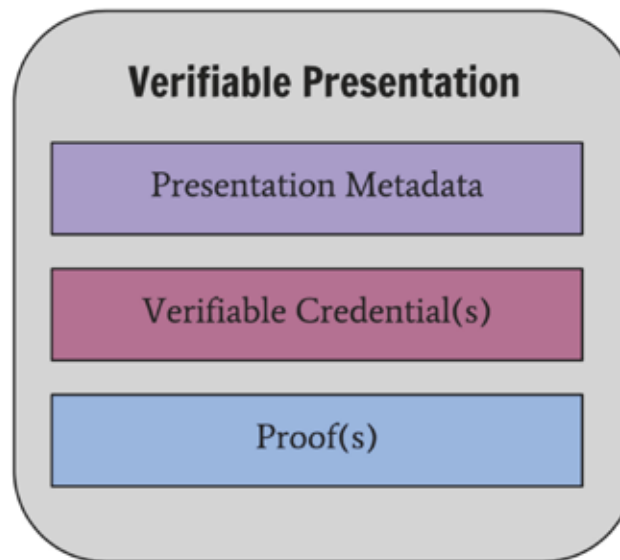 Verifiable Presentation
Presentation Metadata
Verifiable Credential(s)
Proof(s)